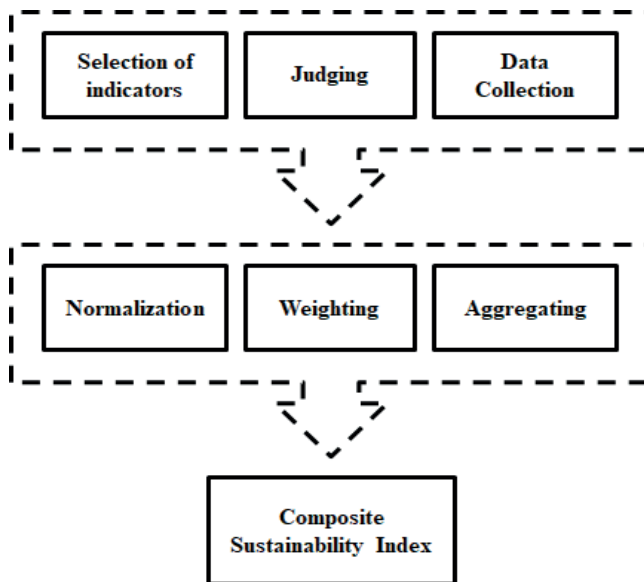 Selection of
indicators
Judging
Data
Collection
Normalization
Weighting
Aggregating
Composite
Sustainability Index